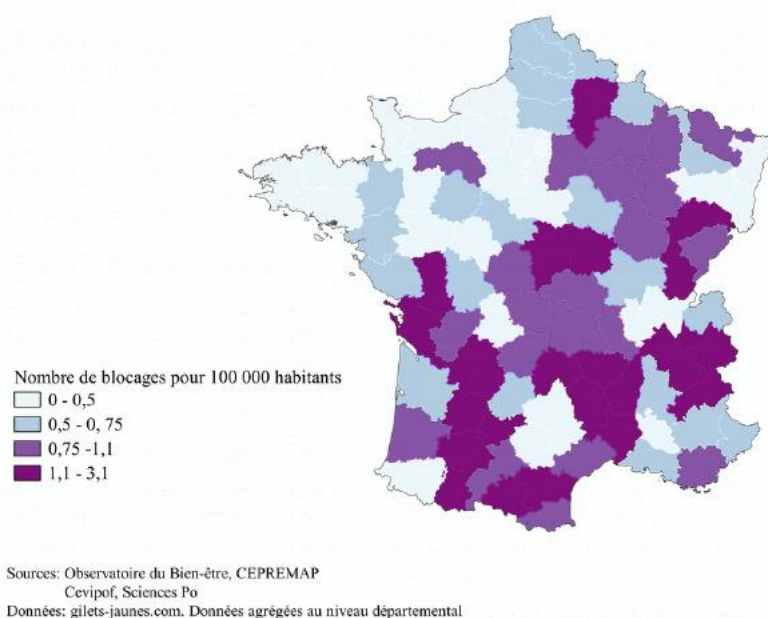 Nombre de blocages pour 100 000 habitants
0 - 0,5
0,5 - 0, 75
0,75 -1,1
1,1 - 3,1
Sources: Observatoire du Bien-être, CEPREMAP
Cevipof, Sciences Po
Données: gilets-jaunes.com. Données agrégées au niveau départemental